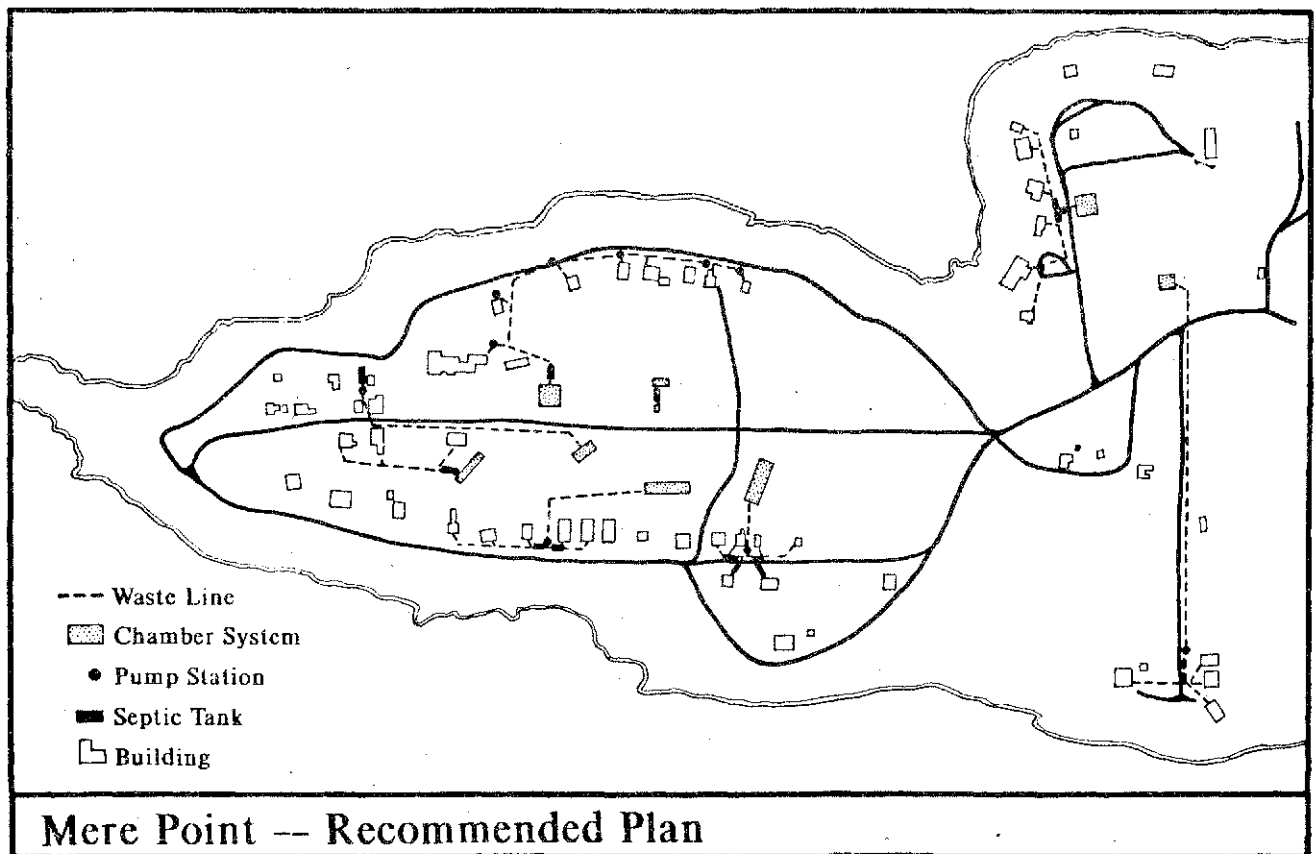 Waste Line
Chamber System
Pump Station
Septic Tank
Building
Mere Point -- Recommended Plan